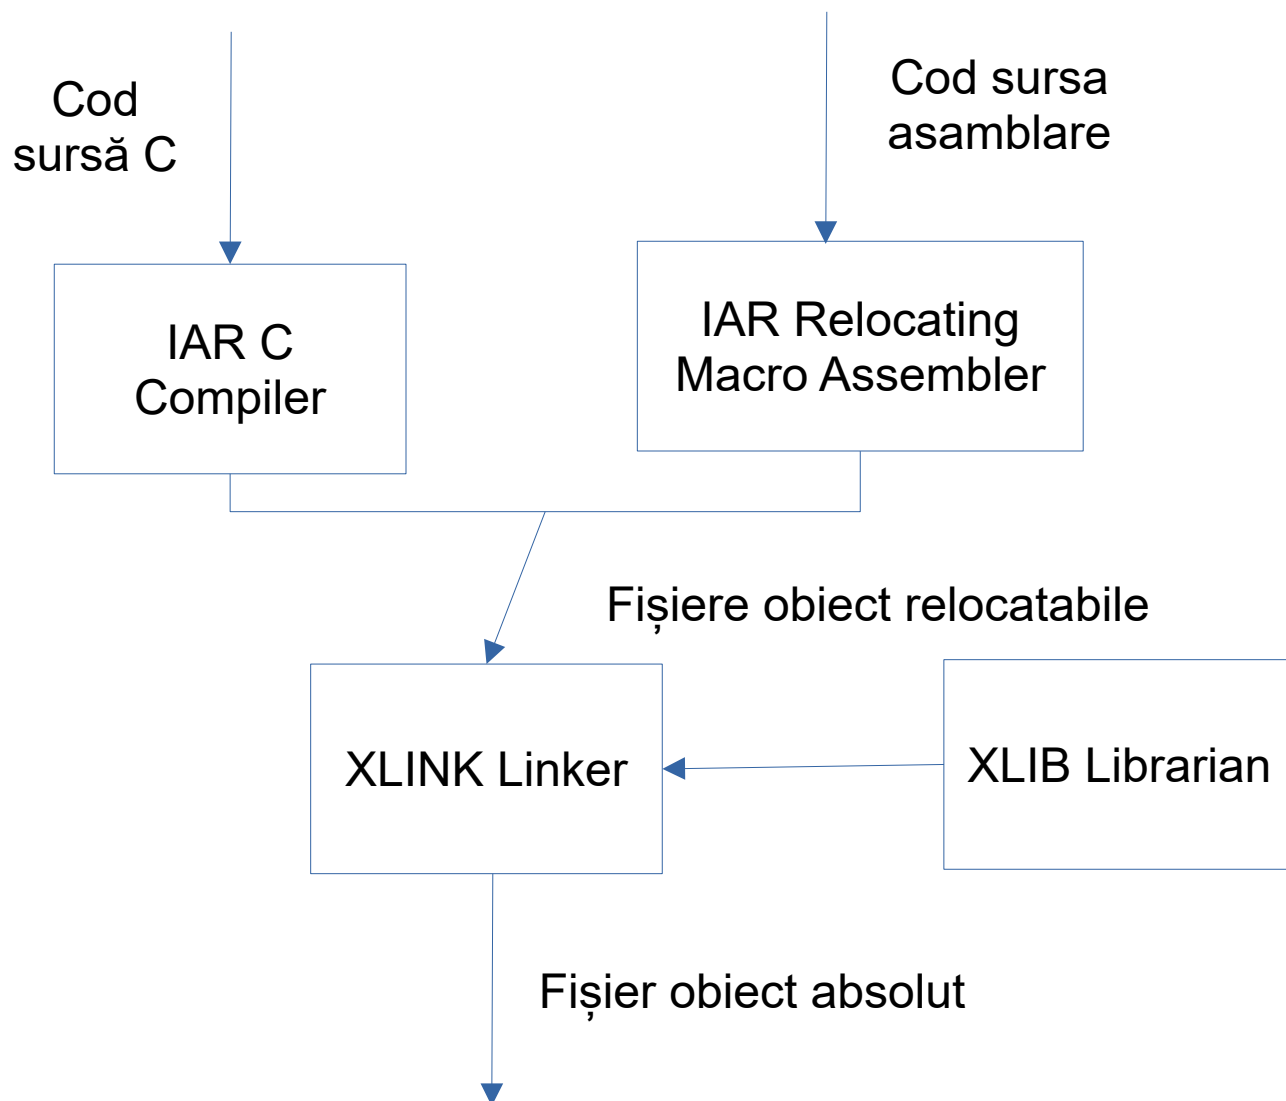 Cod
sursă C
Cod sursa
asamblare
IAR C
Compiler
IAR Relocating
Macro Assembler
Fișiere obiect relocatabile
XLINK Linker
XLIB Librarian
Fișier obiect absolut